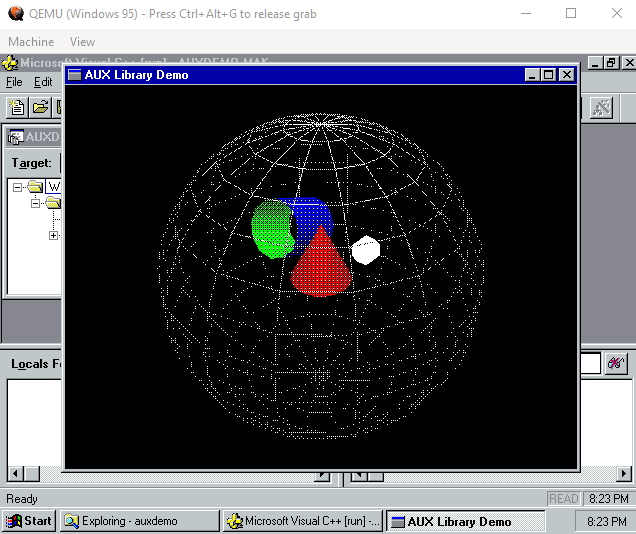 QEMU (Windows 95) - Press Ctrl+Alt+G to release grab
Machine View
Microsoft Visual C++ [run] - AUXDEMO.MAK
File Edit
AUX Library Demo
AUXD
Target:
W
Locals F
Ready READ 8:23 PM
Start Exploring - auxdemo Microsoft Visual C++ [run] -... AUX Library Demo 8:23 PM